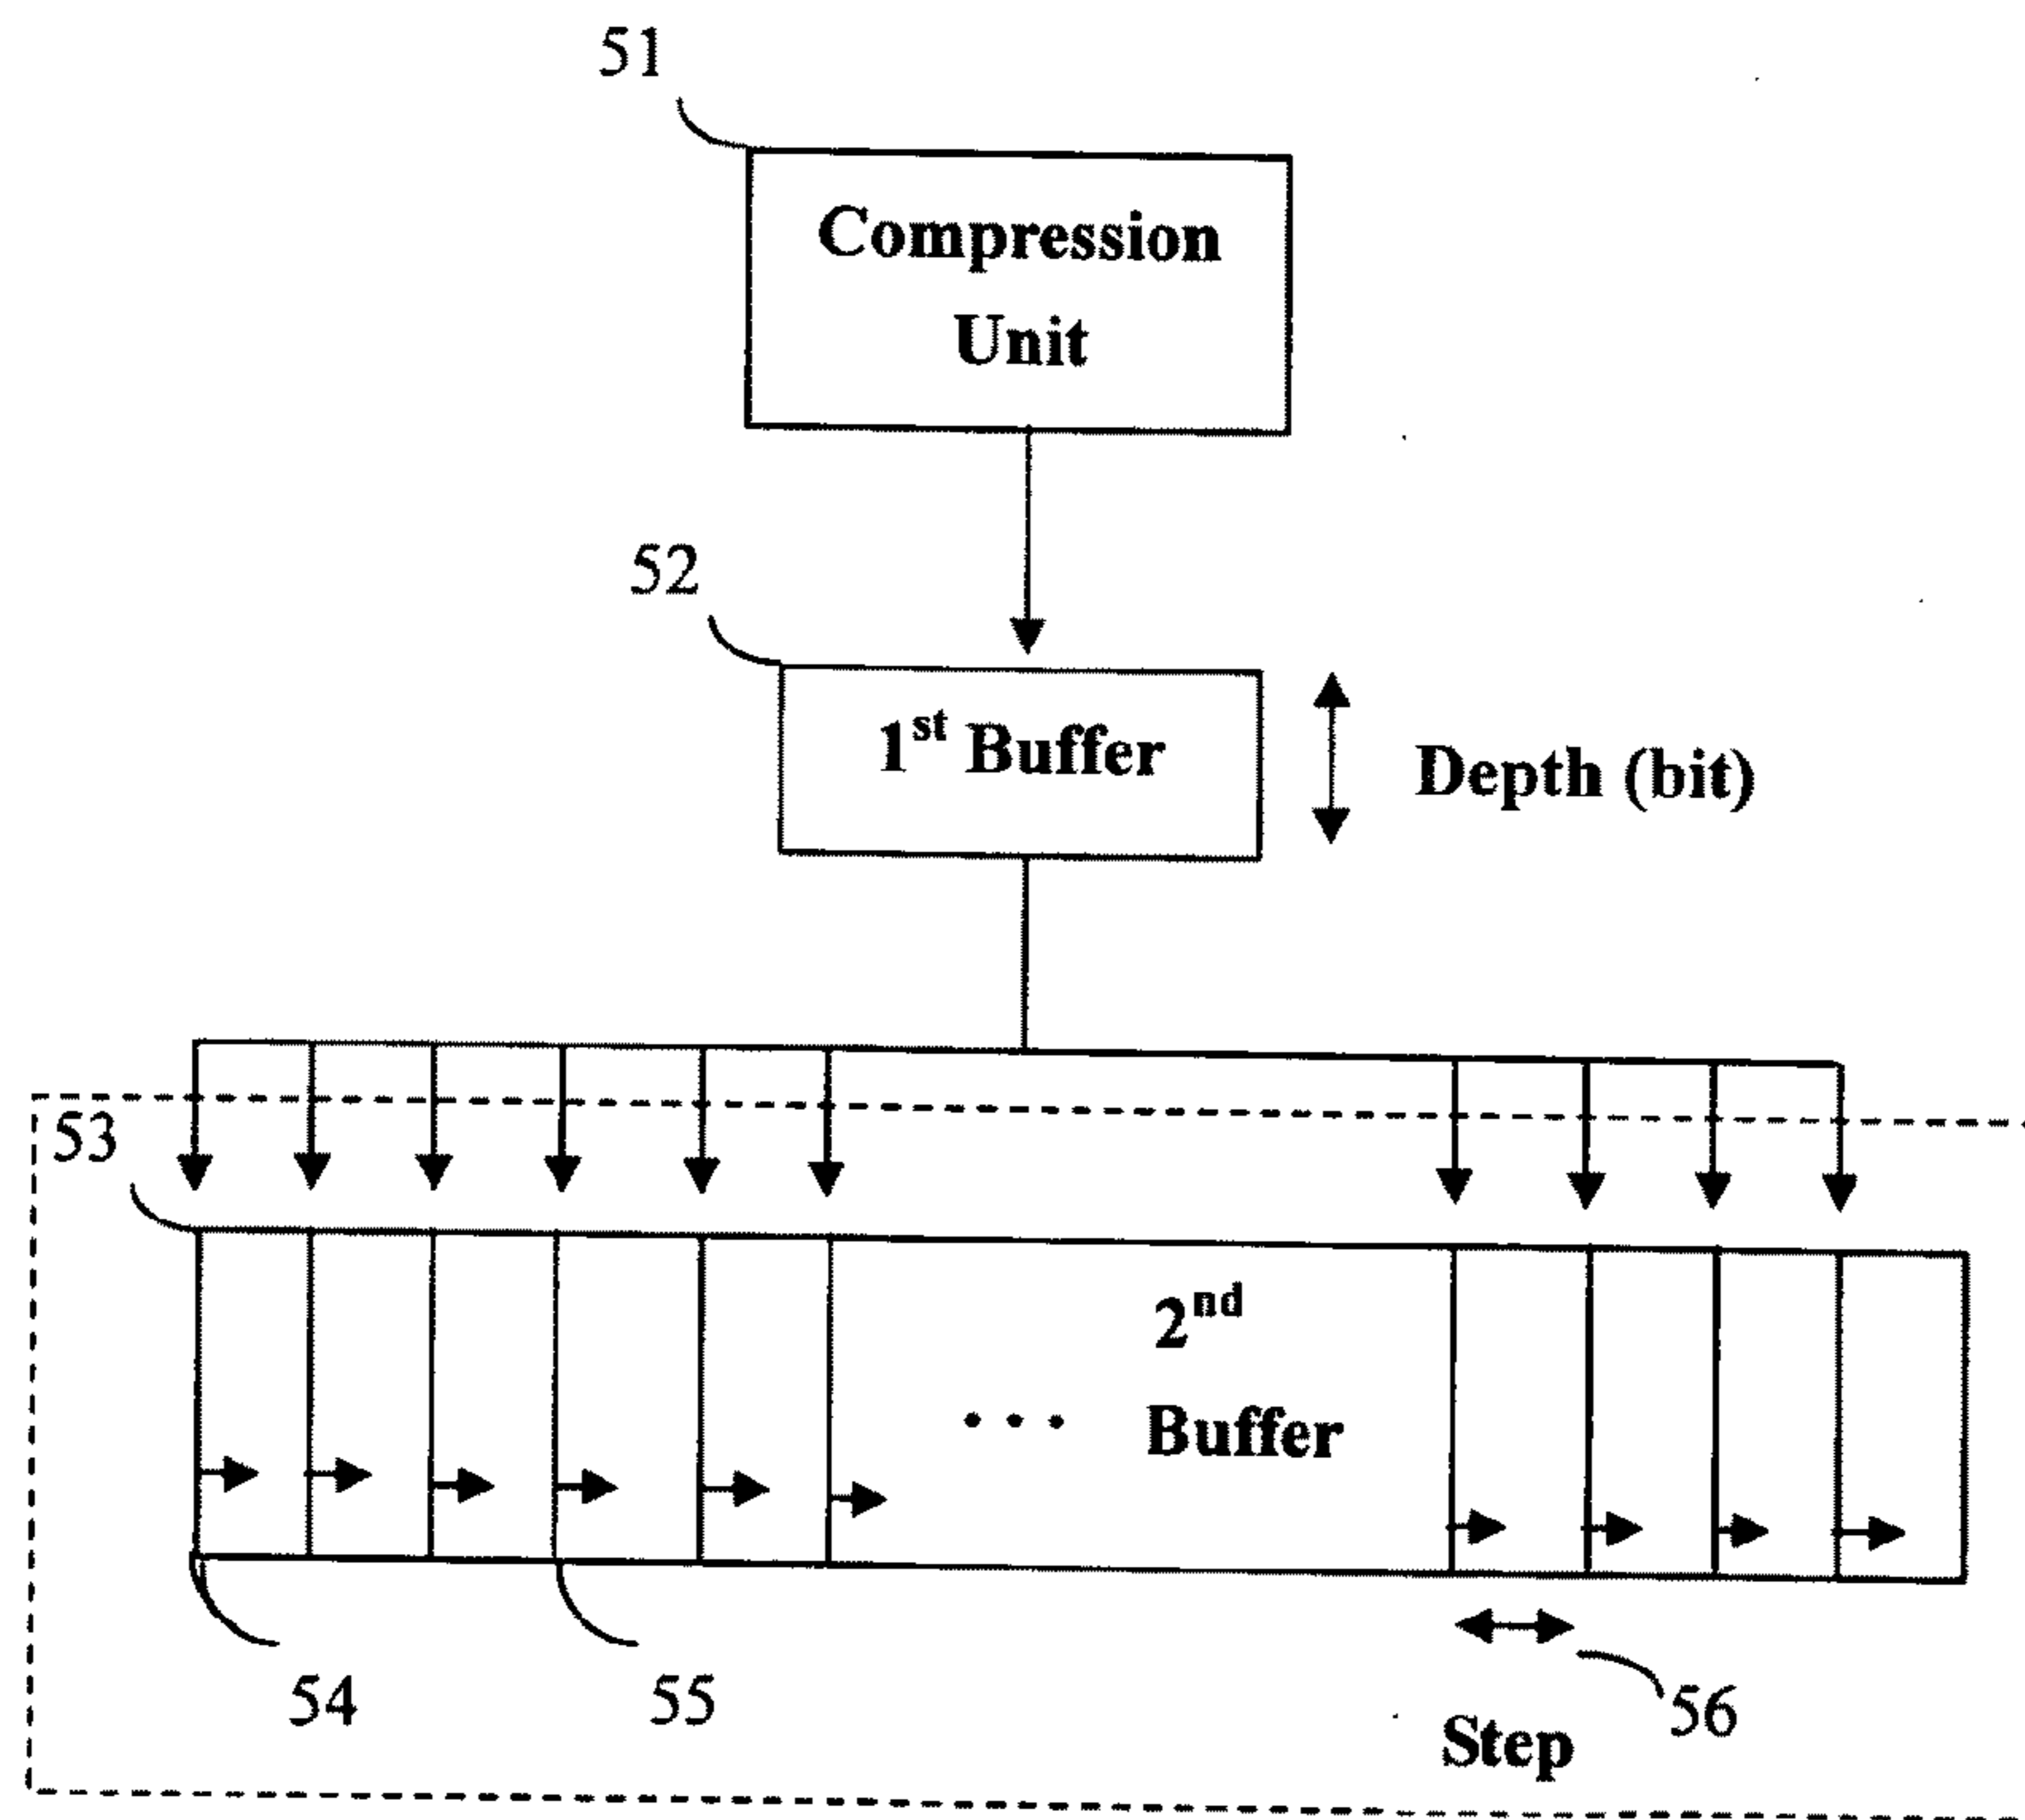 51
Compression
Unit
52
1st Buffer
Depth (bit)
53
2nd
Buffer
...
54
55
56
Step